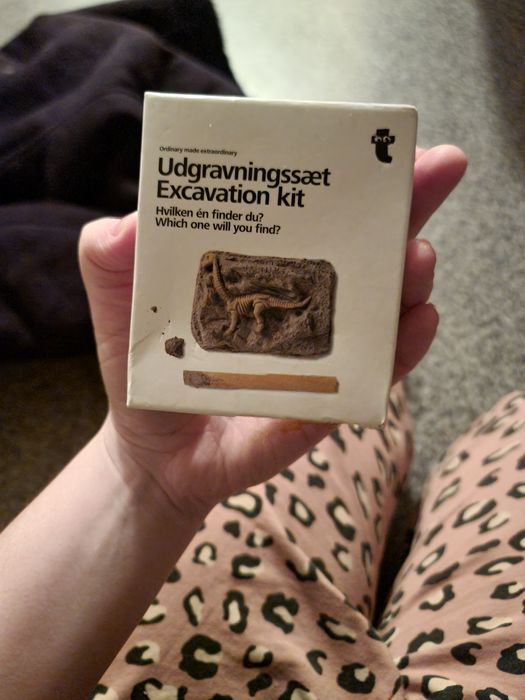 Ordinary made extraordinary
Udgravningssæt
Excavation kit
Hvilken én finder du?
Which one will you find?